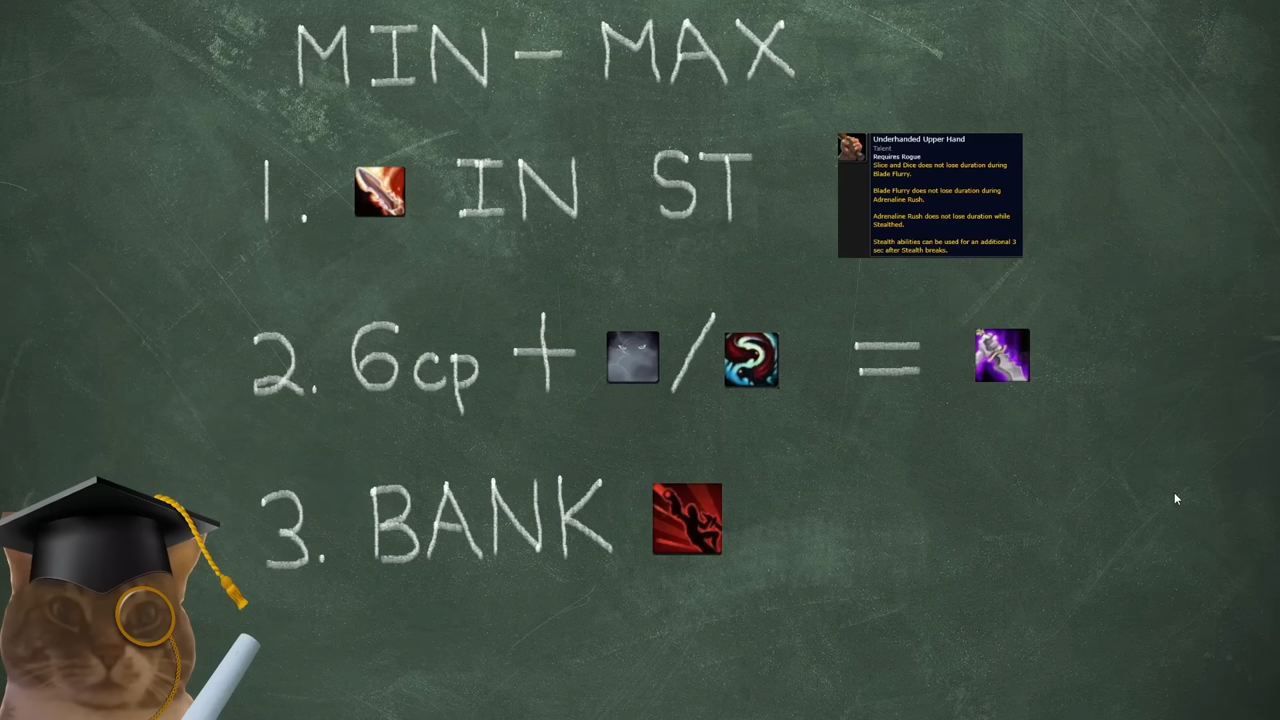 MIN - MAX
1. IN ST
Underhanded Upper Hand
Talent
Requires Rogue
Slice and Dice does not lose duration during
Blade Flurry.
Blade Flurry does not lose duration during
Adrenaline Rush.
Adrenaline Rush does not lose duration while
Stealthed.
Stealth abilities can be used for an additional 3
sec after Stealth breaks.
2. 6cp + / =
3. BANK